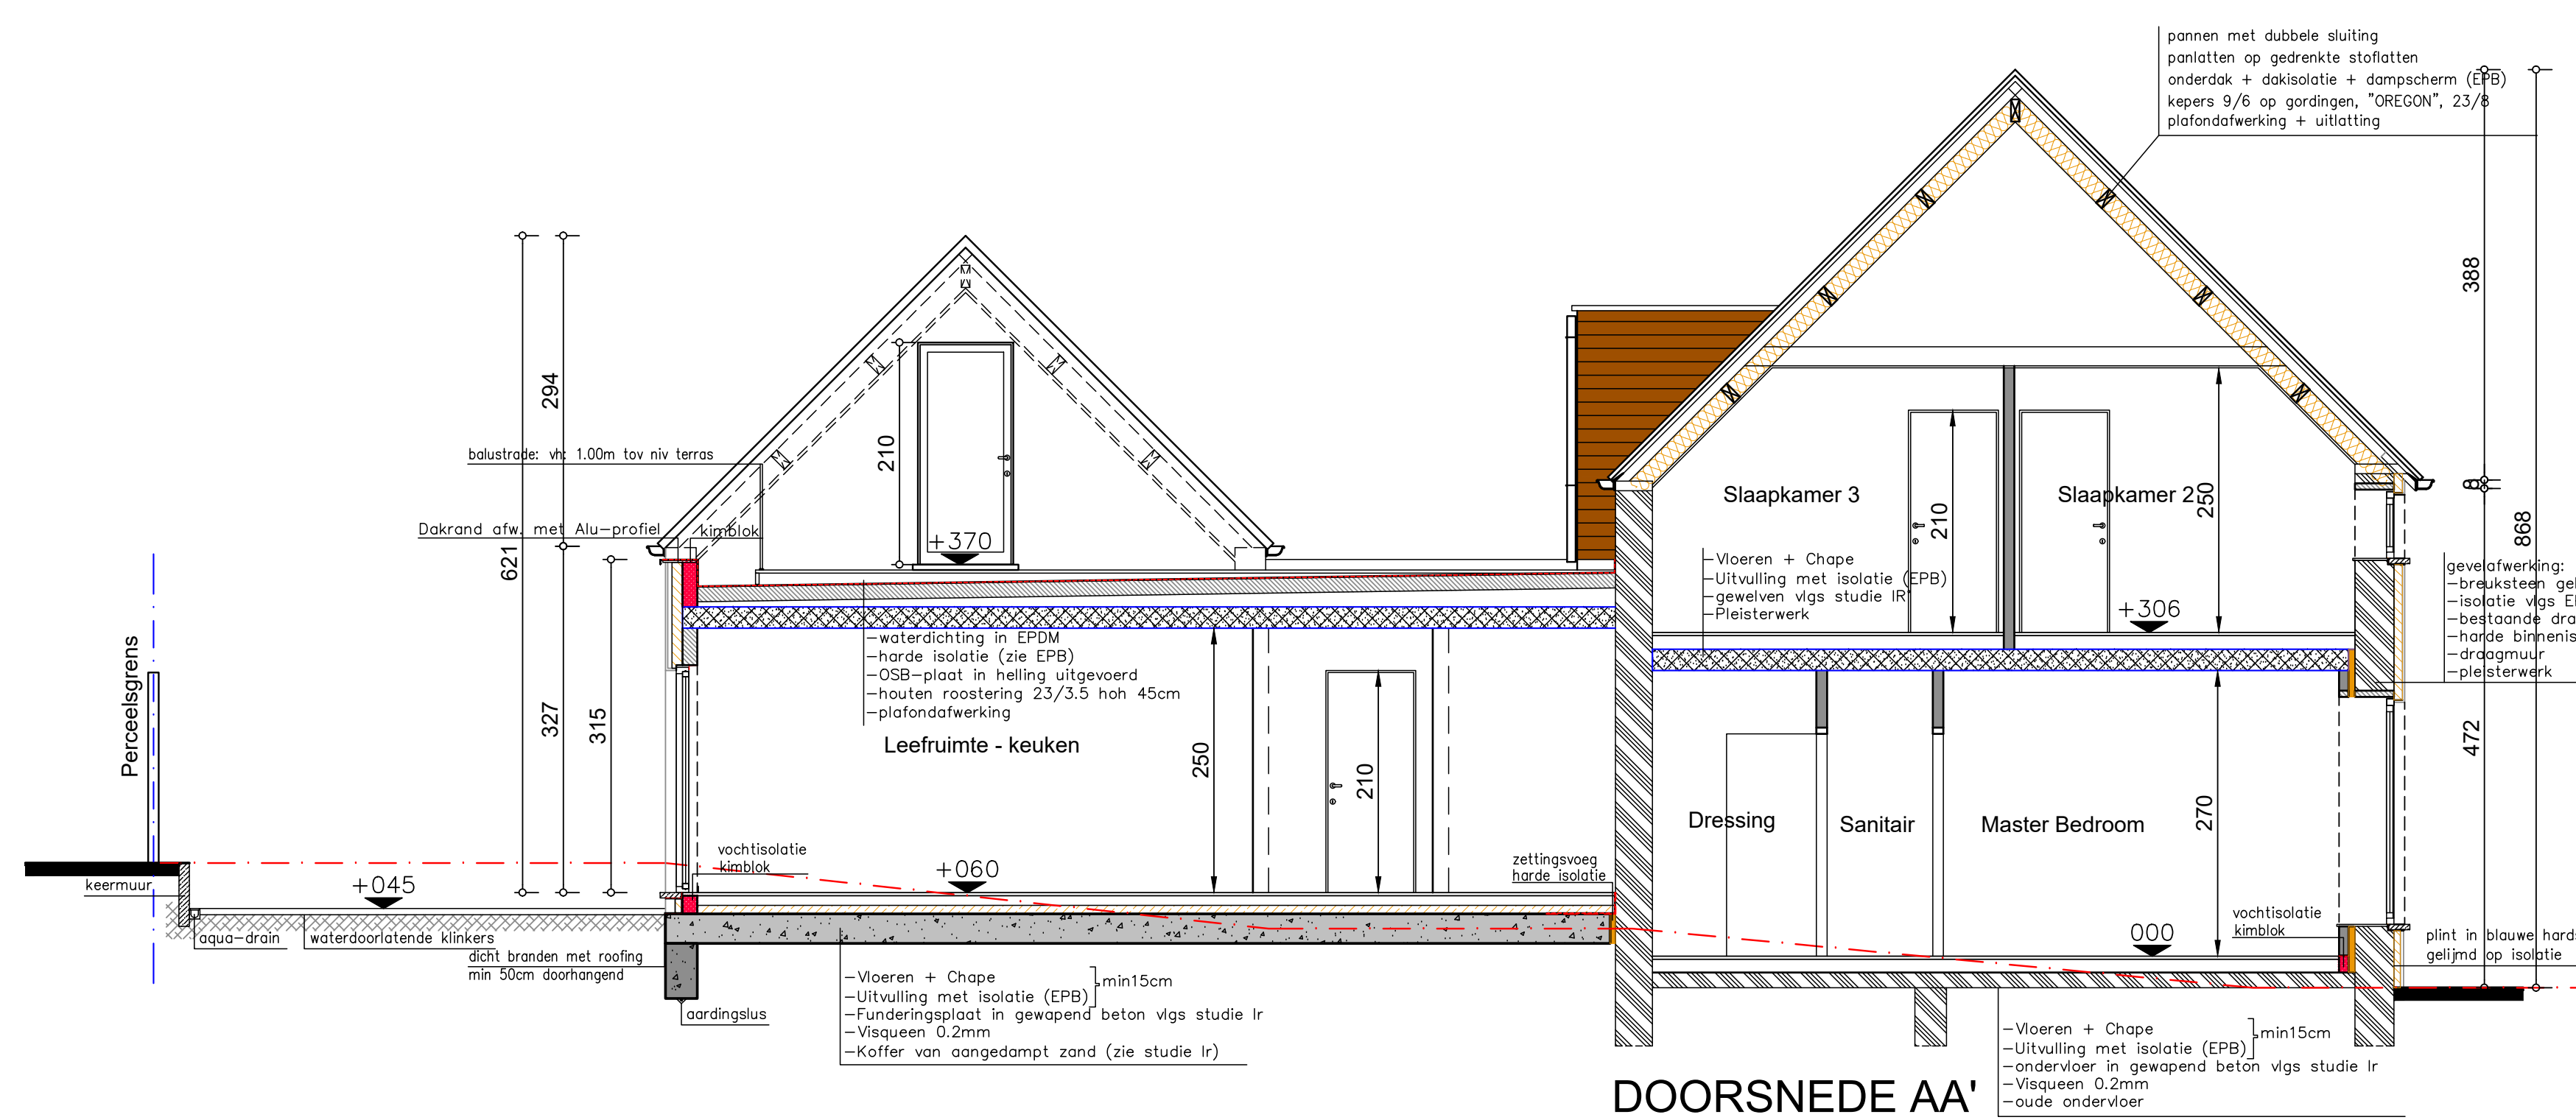 pannen met dubbele sluiting
panlatten op gedrenkte stoflatten
onderdak + dakisolatie + dampscherm (EPB)
kepers 9/6 op gordingen, "OREGON", 23/8
plafondafwerking + uitlatting
388
294
621
210
balustrade: vh: 1.00m tov niv terras
Dakrand afw. met Alu-profiel
kimblok
+370
Slaapkamer 3
Slaapkamer 2
210
250
8
868
-Vloeren + Chape
-Uitvulling met isolatie (EPB)
-gewelven vlgs studie IR
-Pleisterwerk
+306
gevelafwerking:
-breuksteen
-isolatie vlgs
-bestaande
-harde
-draagmuur
-pleisterwerk
Perceelsgrens
327
315
-waterdichting in EPDM
-harde isolatie (zie EPB)
-OSB-plaat in helling uitgevoerd
-houten roostering 23/3.5 hoh 45cm
-plafondafwerking
Leefruimte - keuken
250
210
472
270
Dressing
Sanitair
Master Bedroom
vochtisolatie
kimblok
+060
zettingsvoeg
harde isolatie
keermuur
+045
aqua-drain
waterdoorlatende klinkers
dicht branden met roofing
min 50cm doorhangend
aardingslus
000
vochtisolatie
kimblok
plint in blauwe
gelijmd op isolatie
-Vloeren + Chape
-Uitvulling met isolatie (EPB)
min15cm
-Funderingsplaat in gewapend beton vlgs studie Ir
-Visqueen 0.2mm
-Koffer van aangedampt zand (zie studie Ir)
-Vloeren + Chape
-Uitvulling met isolatie (EPB)
min15cm
-ondervloer in gewapend beton vlgs studie Ir
-Visqueen 0.2mm
-oude ondervloer
DOORSNEDE AA'